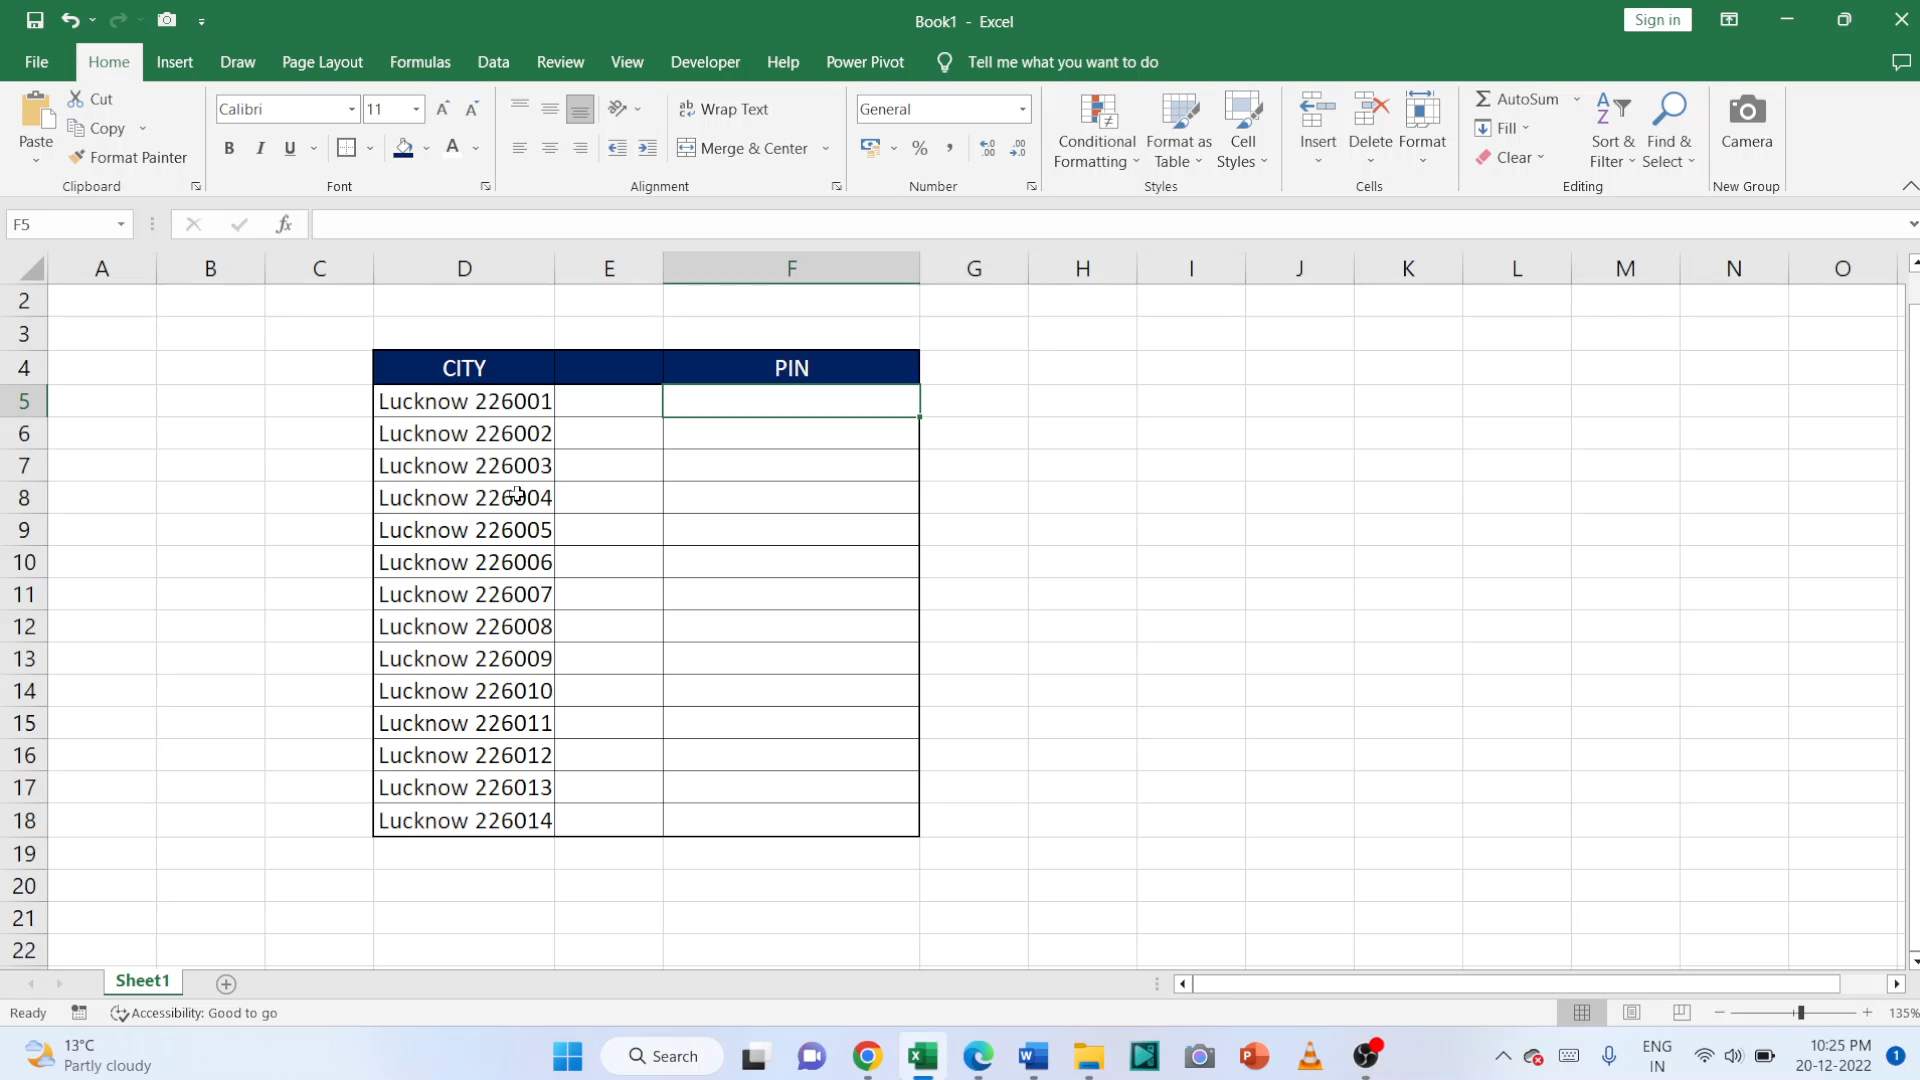 Book1 - Excel
Sign in
File Home Insert Draw Page Layout Formulas Data Review View Developer Help Power Pivot Tell me what you want to do
Paste
Cut
Copy
Format Painter
Clipboard
Calibri 11
B I U
Font
Wrap Text
Merge & Center
Alignment
General
Number
Conditional Formatting
Format as Table
Cell Styles
Styles
Insert
Delete
Format
Cells
AutoSum
Fill
Clear
Sort & Filter
Find & Select
Editing
Camera
New Group
F5
fx
A B C D E F G H I J K L M N O
2
3
4 CITY PIN
5 Lucknow 226001
6 Lucknow 226002
7 Lucknow 226003
8 Lucknow 226004
9 Lucknow 226005
10 Lucknow 226006
11 Lucknow 226007
12 Lucknow 226008
13 Lucknow 226009
14 Lucknow 226010
15 Lucknow 226011
16 Lucknow 226012
17 Lucknow 226013
18 Lucknow 226014
19
20
21
22
Sheet1
Ready Accessibility: Good to go 135%
13°C
Partly cloudy
Search
ENG
IN
10:25 PM
20-12-2022
1